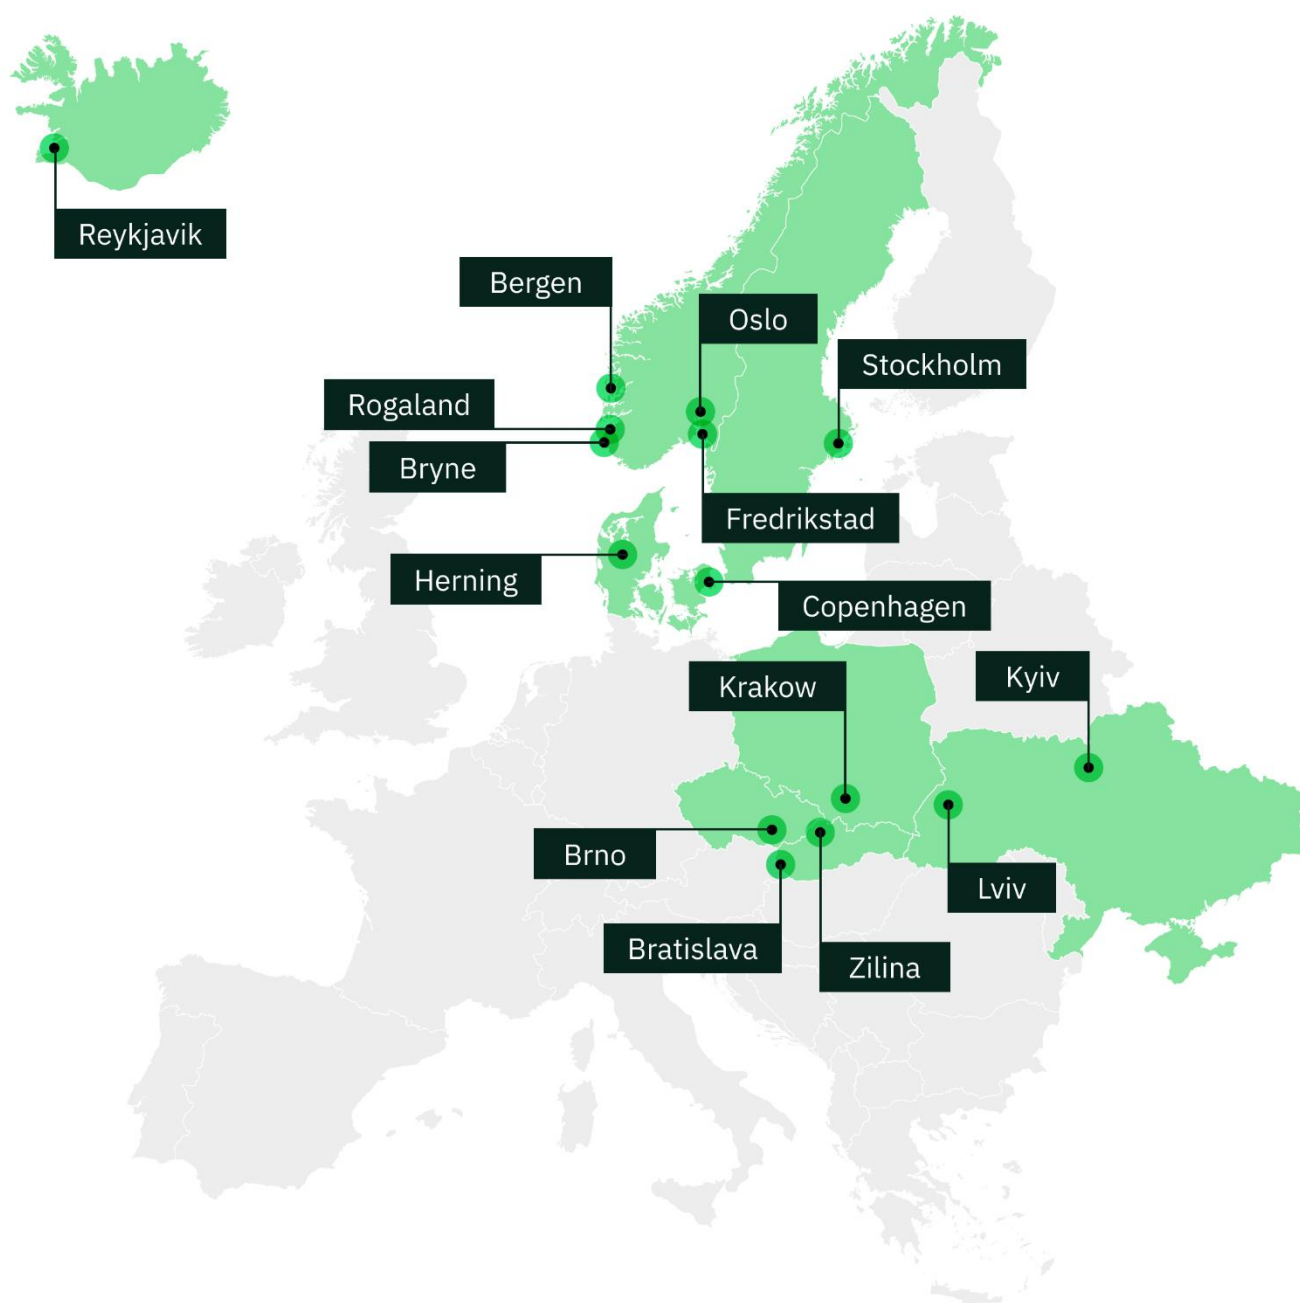 Reykjavik
Bergen
Oslo
Stockholm
Rogaland
Bryne
Fredrikstad
Herning
Copenhagen
Krakow
Kyiv
Brno
Lviv
Bratislava
Zilina